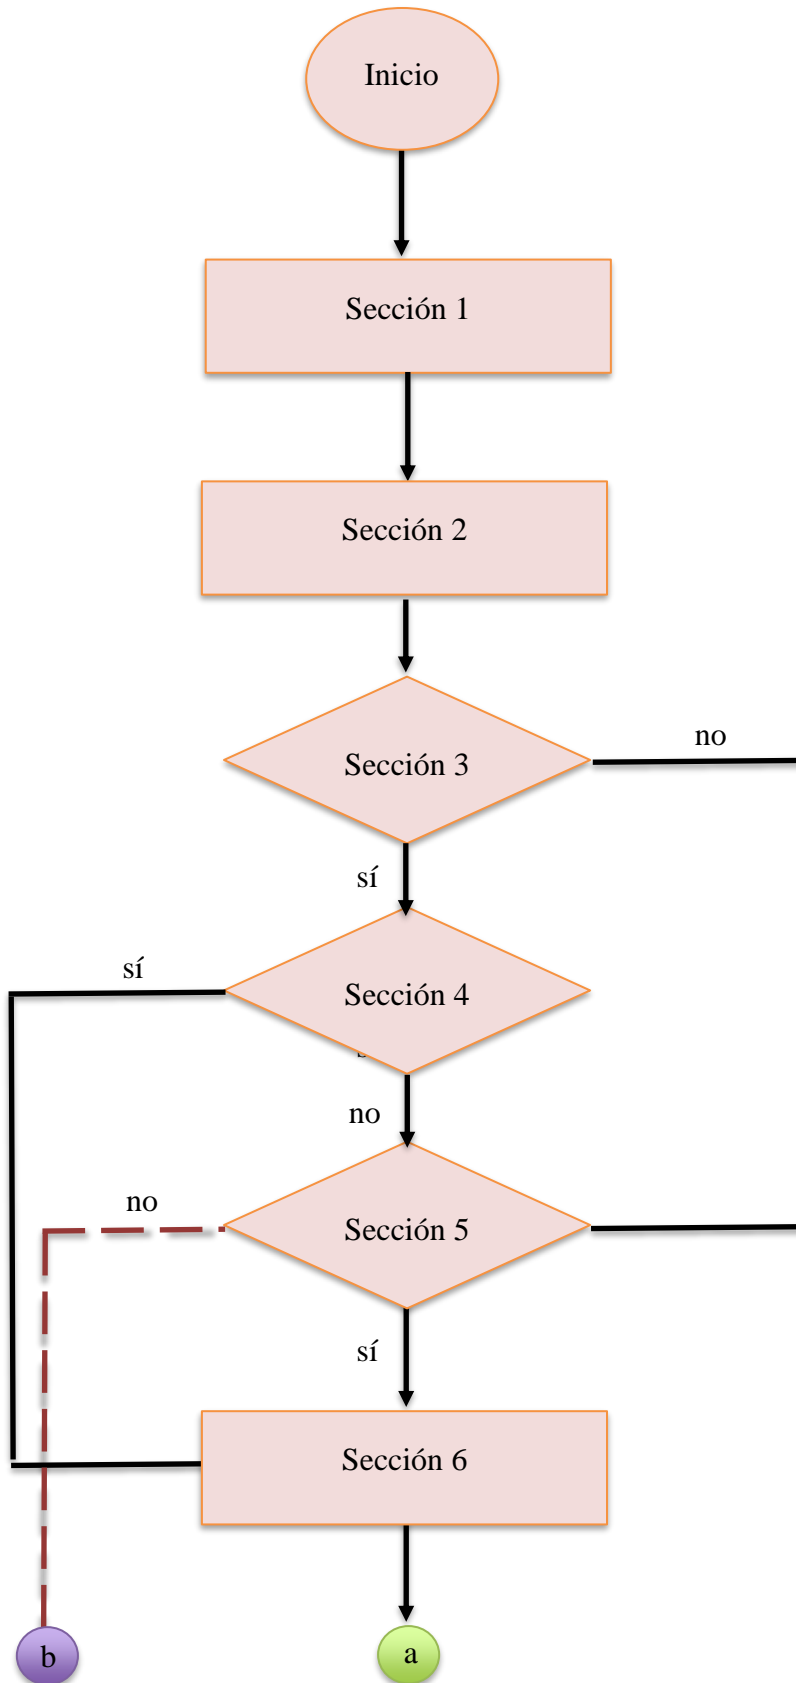 Inicio
Sección 1
Sección 2
Sección 3
no
sí
sí
Sección 4
no
no
Sección 5
sí
Sección 6
b
a